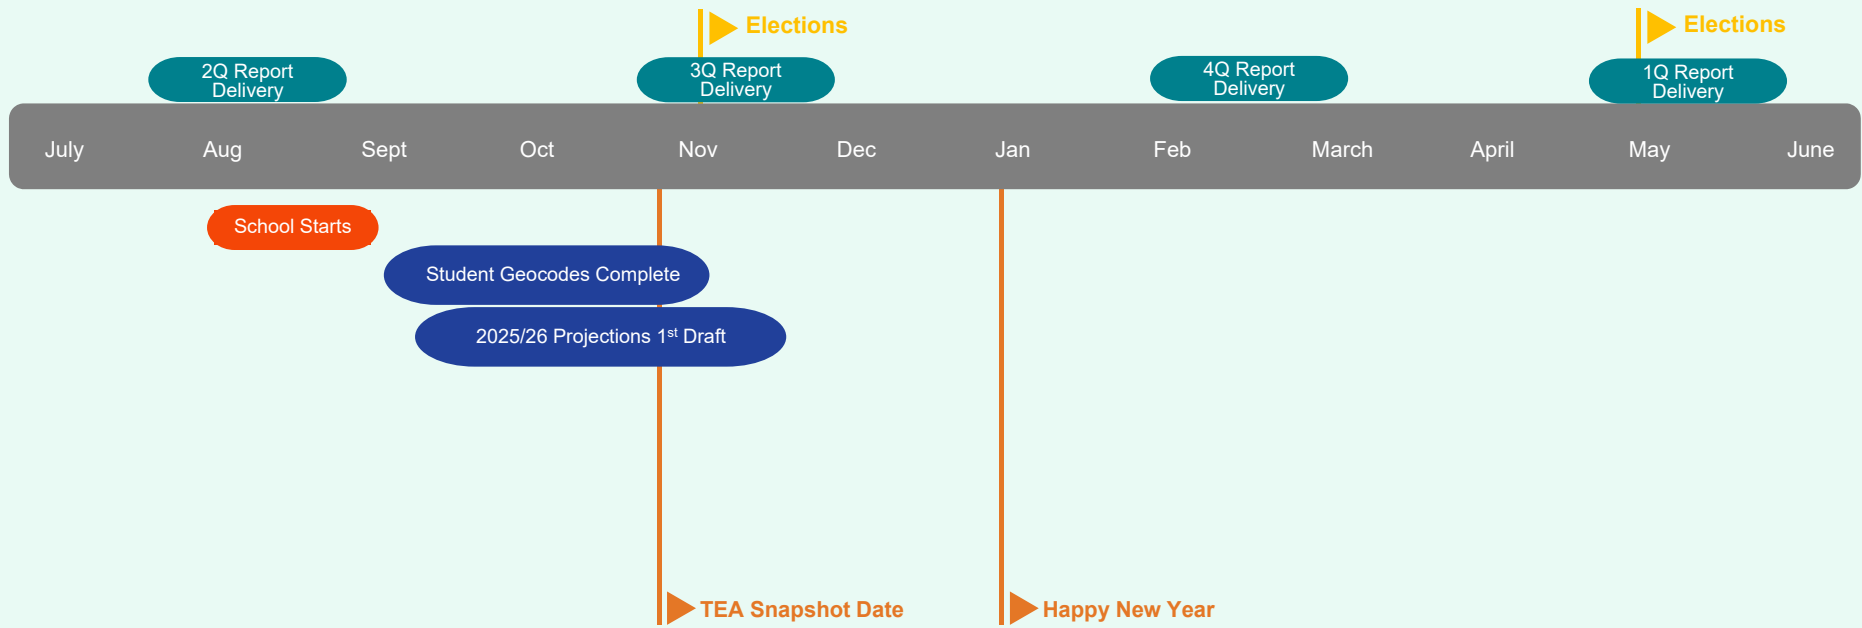 Elections
Elections
2Q Report
Delivery
3Q Report
Delivery
4Q Report
Delivery
1Q Report
Delivery
July Aug Sept Oct Nov Dec Jan Feb March April May June
School Starts
Student Geocodes Complete
2025/26 Projections 1st Draft
TEA Snapshot Date
Happy New Year